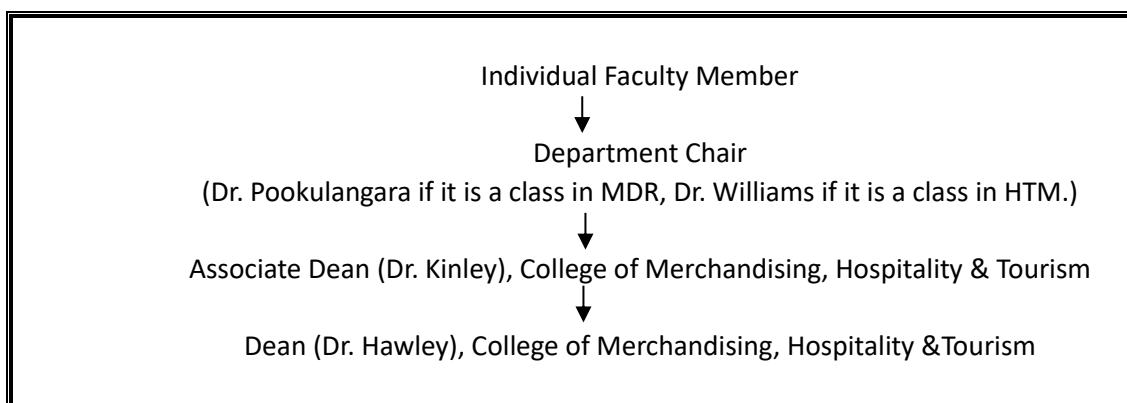 Individual Faculty Member
Department Chair
(Dr. Pookulangara if it is a class in MDR, Dr. Williams if it is a class in HTM.)
Associate Dean (Dr. Kinley), College of Merchandising, Hospitality & Tourism
Dean (Dr. Hawley), College of Merchandising, Hospitality &Tourism